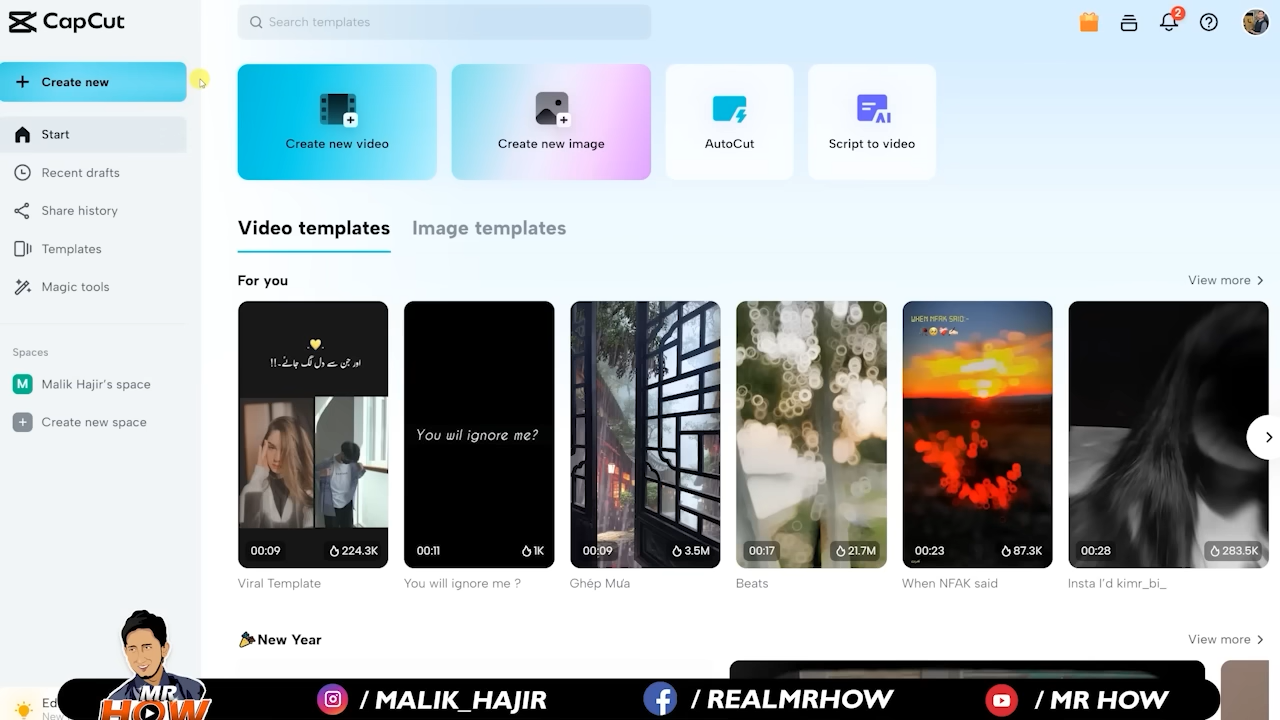 CapCut
Search templates
2
Create new
Start
Recent drafts
Share history
Templates
Magic tools
Spaces
M
Malik Hajir's space
Create new space
Create new video
Create new image
AutoCut
AI
Script to video
Video templates
Image templates
For you
View more
اور جن سے دل لگ جائے۔!!
00:09
224.3K
Viral Template
You wil ignore me?
00:11
1K
You will ignore me ?
00:09
3.5M
Ghép Mưa
00:17
21.7M
Beats
WHEN NFAK SAID:-
00:23
87.3K
When NFAK said
00:28
283.5K
Insta I'd kimr_bi_
New Year
View more
Ed
MR
HOW
/ MALIK_HAJIR
/ REALMRHOW
/ MR HOW